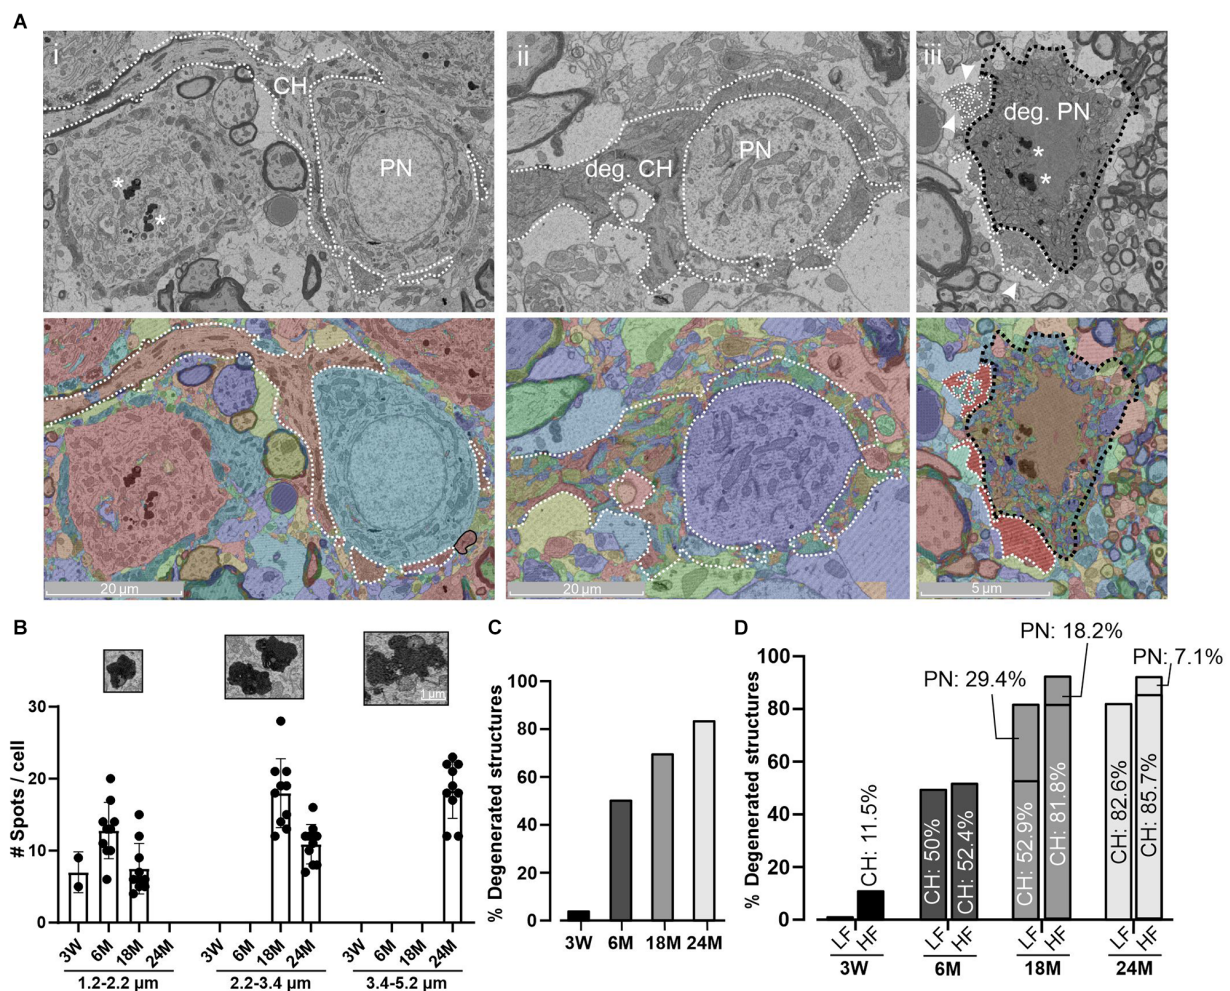 A
i
CH
PN
*
*
ii
deg. CH
PN
iii
deg. PN
*
*
20 µm
20 µm
5 µm
B
1 µm
# Spots / cell
30
20
10
0
3W 6M 18M 24M 3W 6M 18M 24M 3W 6M 18M 24M
1.2-2.2 µm 2.2-3.4 µm 3.4-5.2 µm
C
% Degenerated structures
100
80
60
40
20
0
3W 6M 18M 24M
D
PN: 18.2%
PN: 7.1%
PN: 29.4%
% Degenerated structures
100
80
60
40
20
0
CH: 11.5%
CH: 50%
CH: 52.4%
CH: 52.9%
CH: 81.8%
CH: 82.6%
CH: 85.7%
LF HF LF HF LF HF LF HF
3W 6M 18M 24M